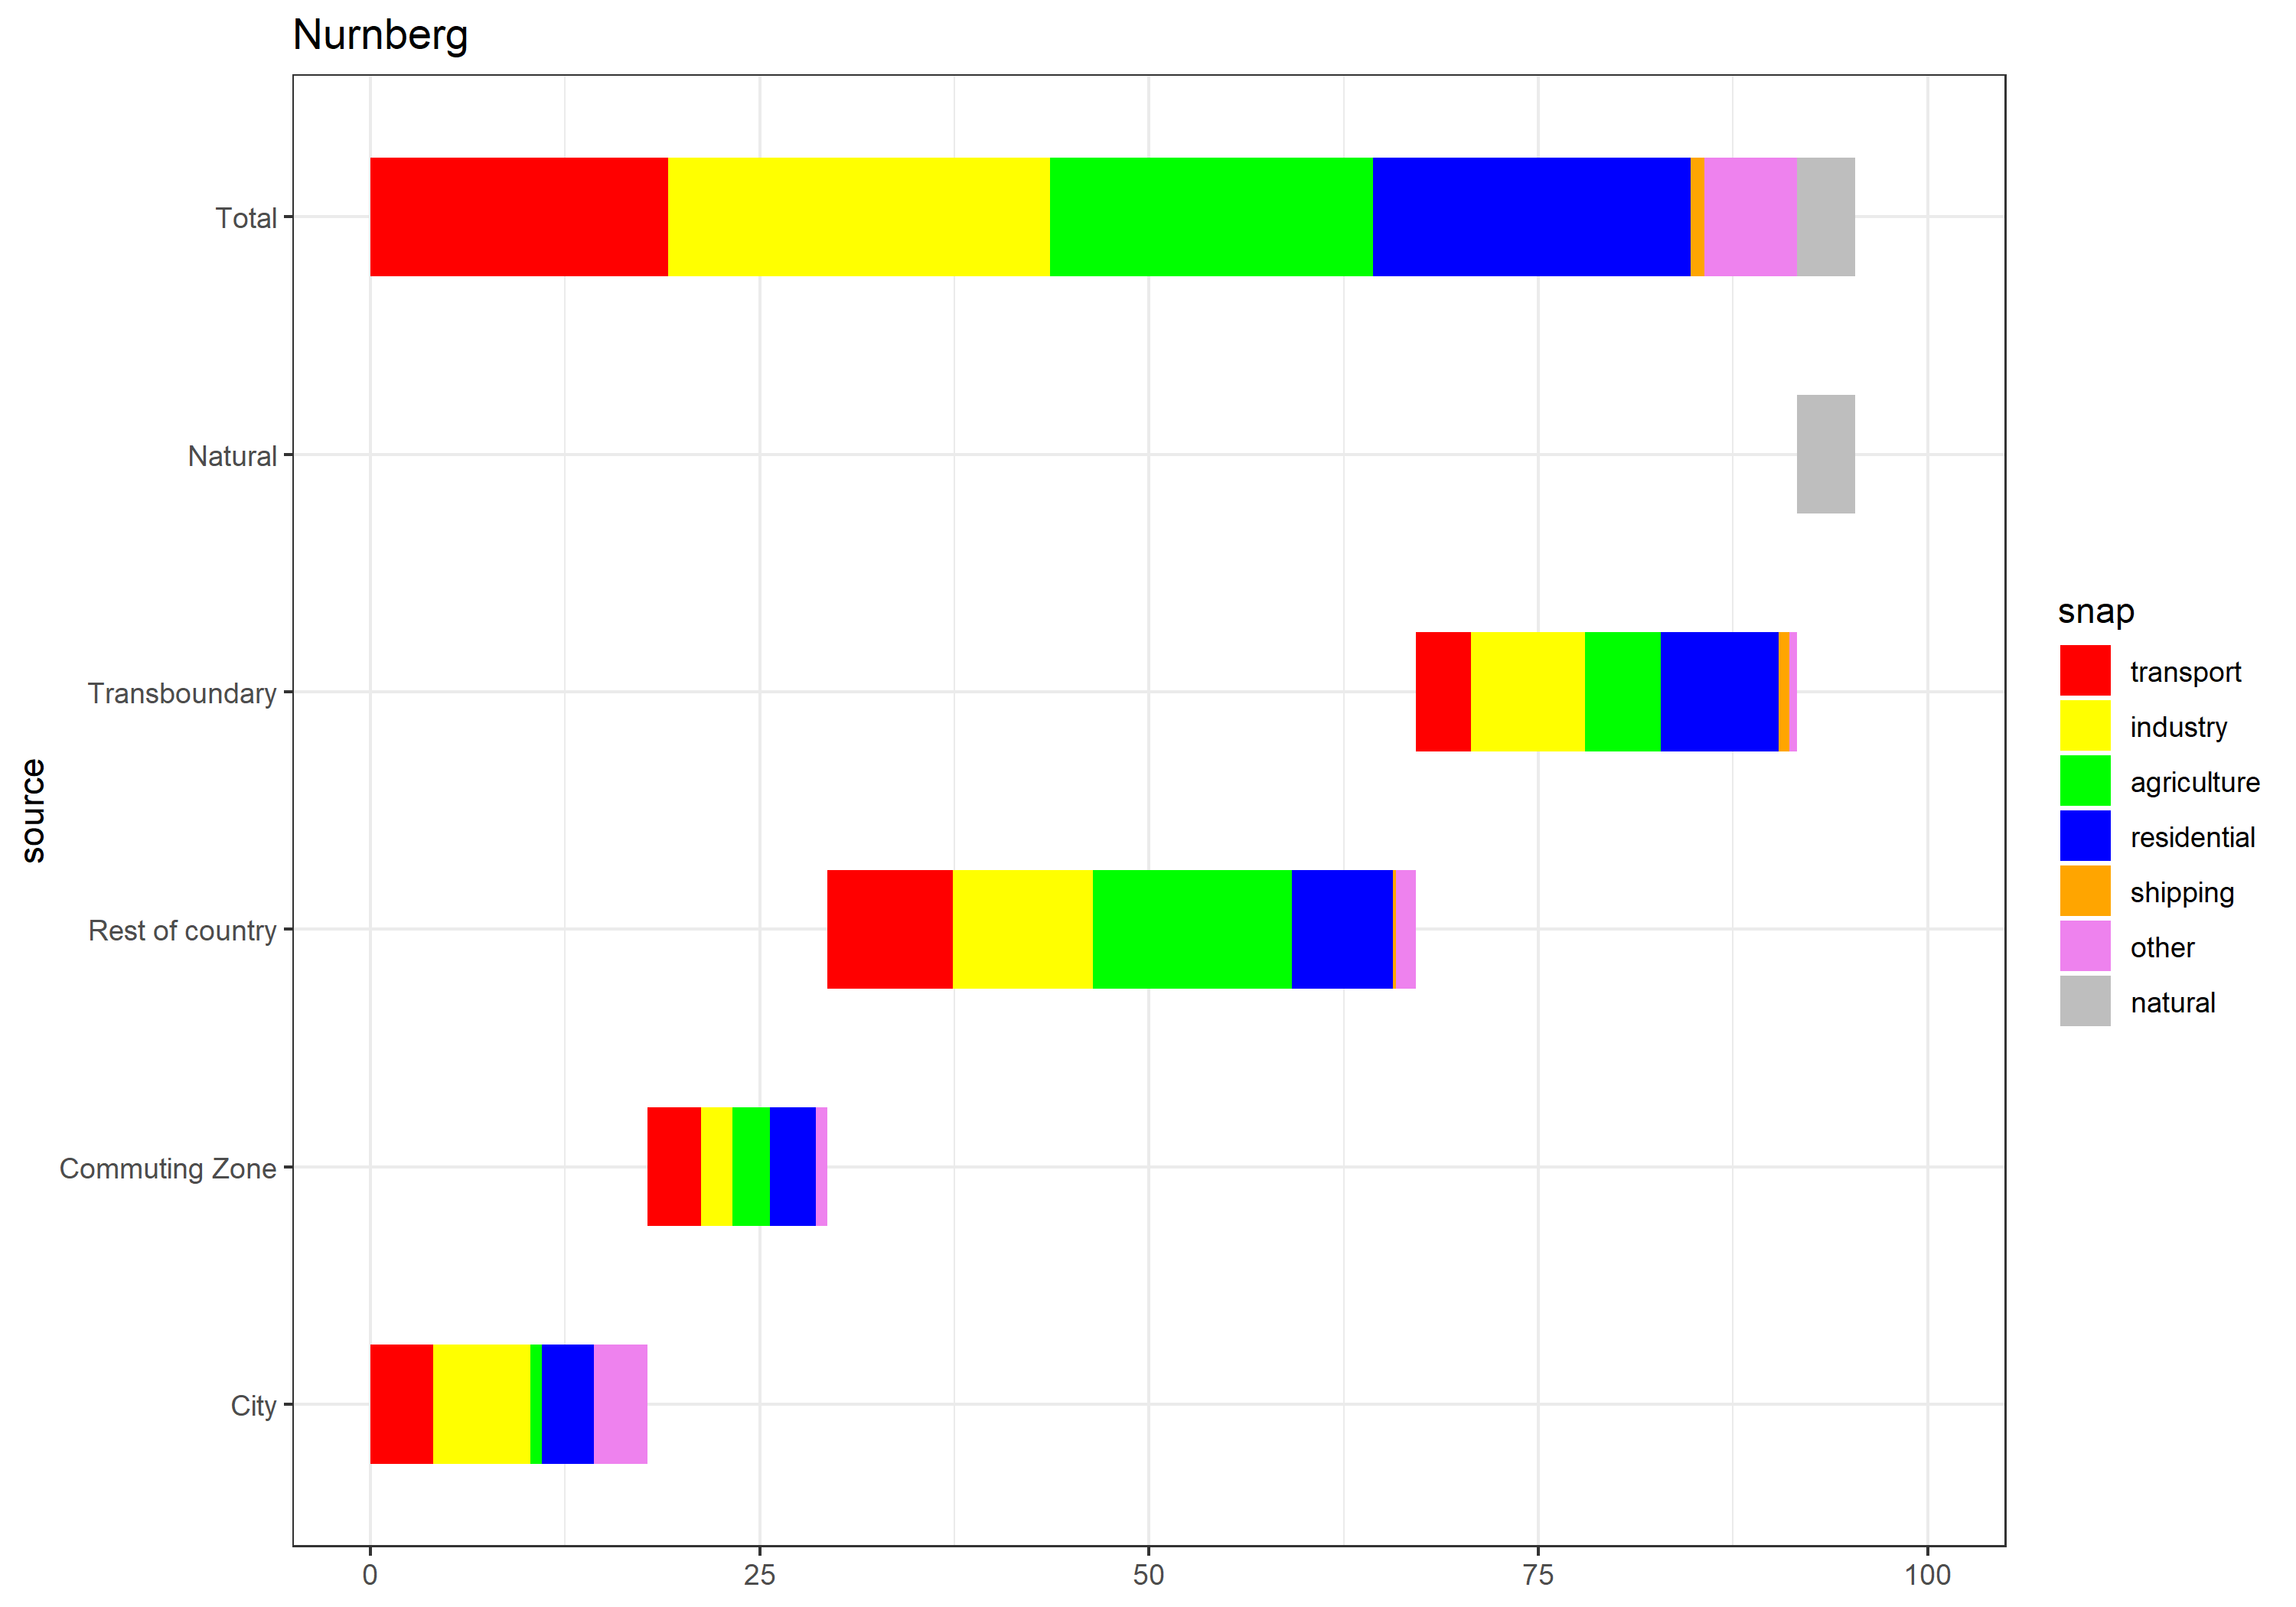 Nurnberg
Total
Natural
Transboundary
Rest of country
Commuting Zone
City
source
0
25
50
75
100
snap
transport
industry
agriculture
residential
shipping
other
natural